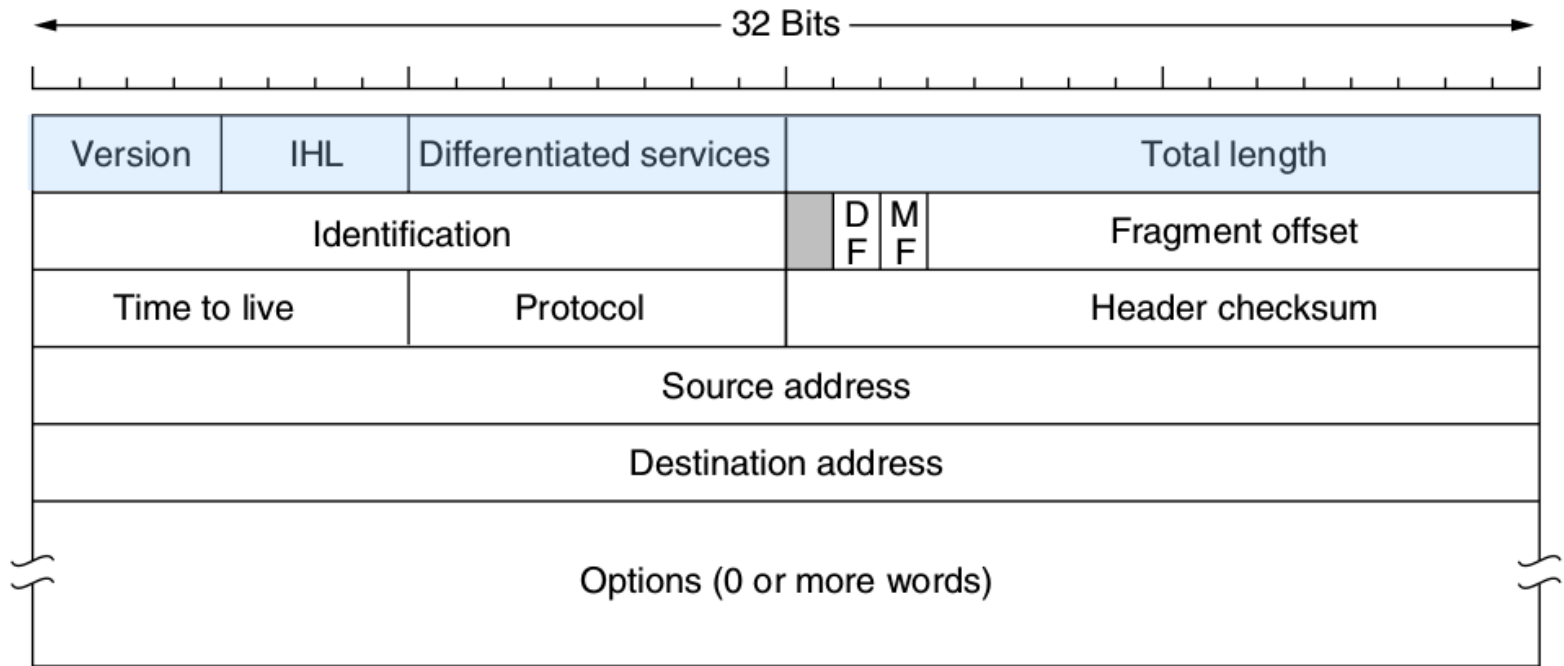 32 Bits
Version IHL Differentiated services Total length
Identification D F M F Fragment offset
Time to live Protocol Header checksum
Source address
Destination address
Options (0 or more words)